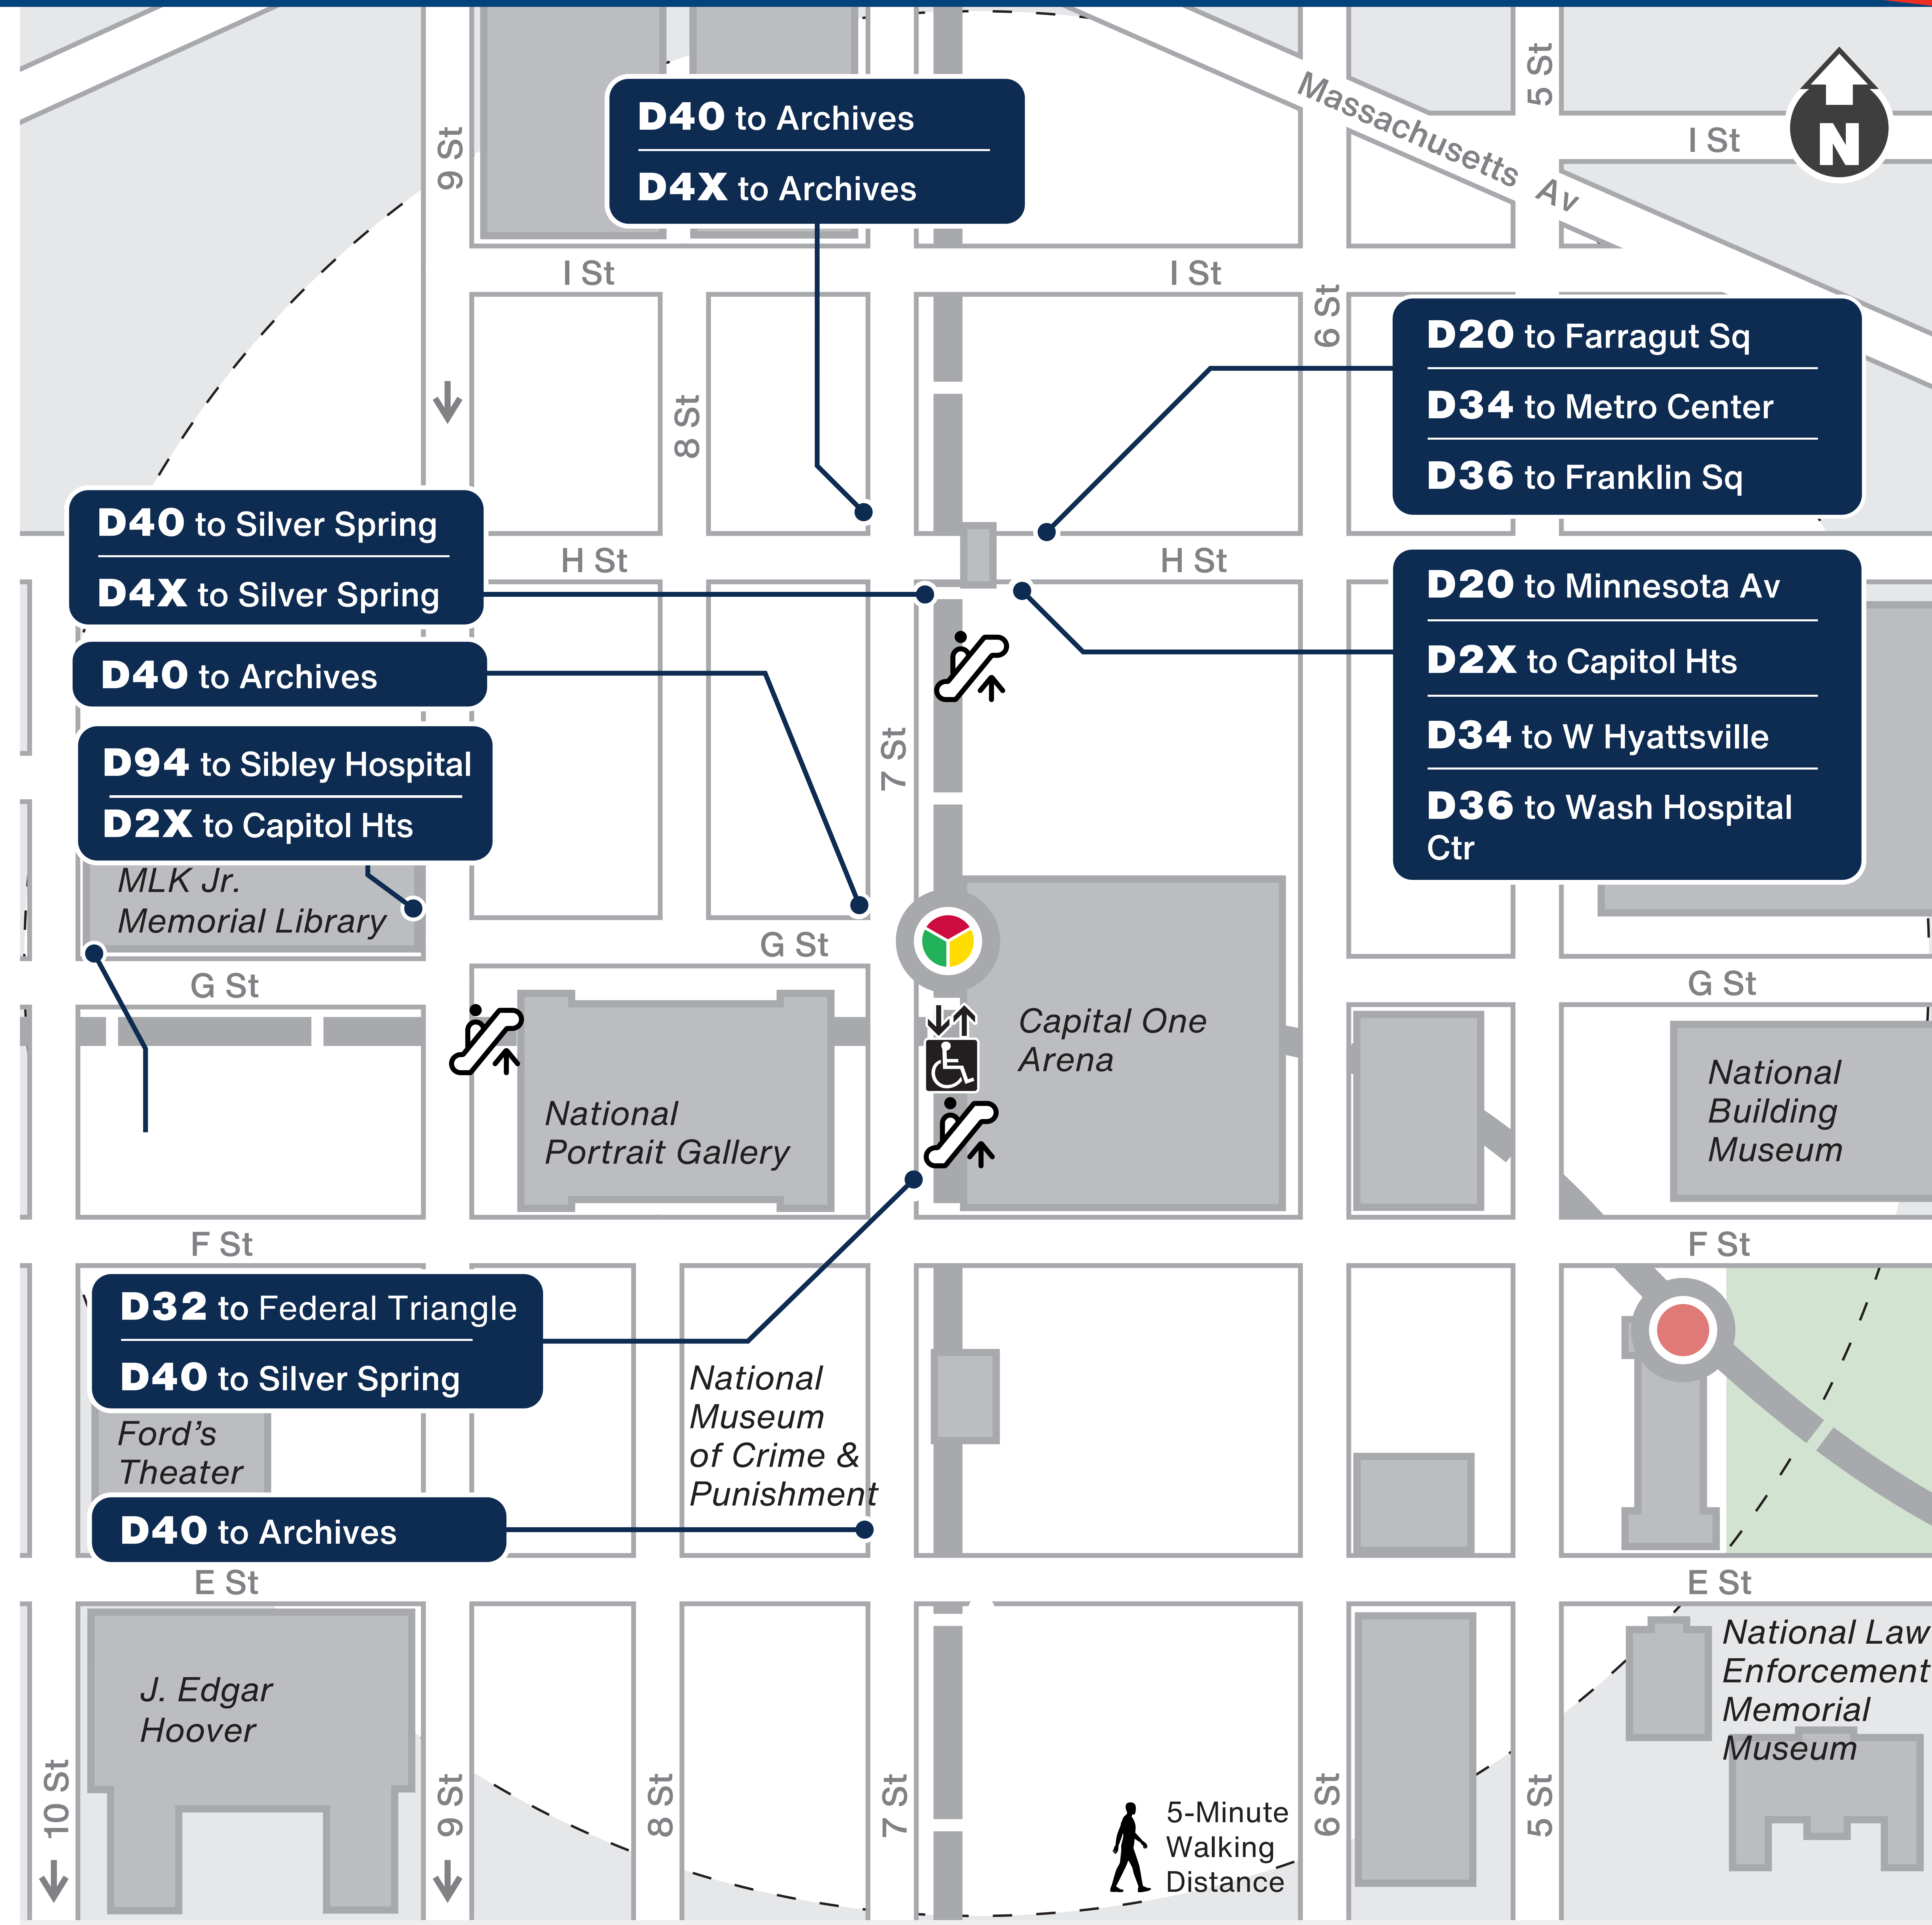 5 St
Massachusetts Av
I St
N
9 St
D40 to Archives
D4X to Archives
I St
I St
6 St
8 St
D20 to Farragut Sq
D34 to Metro Center
D36 to Franklin Sq
D40 to Silver Spring
D4X to Silver Spring
H St
H St
D20 to Minnesota Av
D2X to Capitol Hts
D34 to W Hyattsville
D36 to Wash Hospital
Ctr
D40 to Archives
D94 to Sibley Hospital
D2X to Capitol Hts
7 St
MLK Jr.
Memorial Library
G St
G St
G St
Capital One
Arena
National
Portrait Gallery
National
Building
Museum
F St
F St
D32 to Federal Triangle
D40 to Silver Spring
National
Museum
of Crime &
Punishment
Ford's
Theater
D40 to Archives
E St
E St
J. Edgar
Hoover
National Law
Enforcement
Memorial
Museum
10 St
9 St
8 St
7 St
5-Minute
Walking
Distance
6 St
5 St